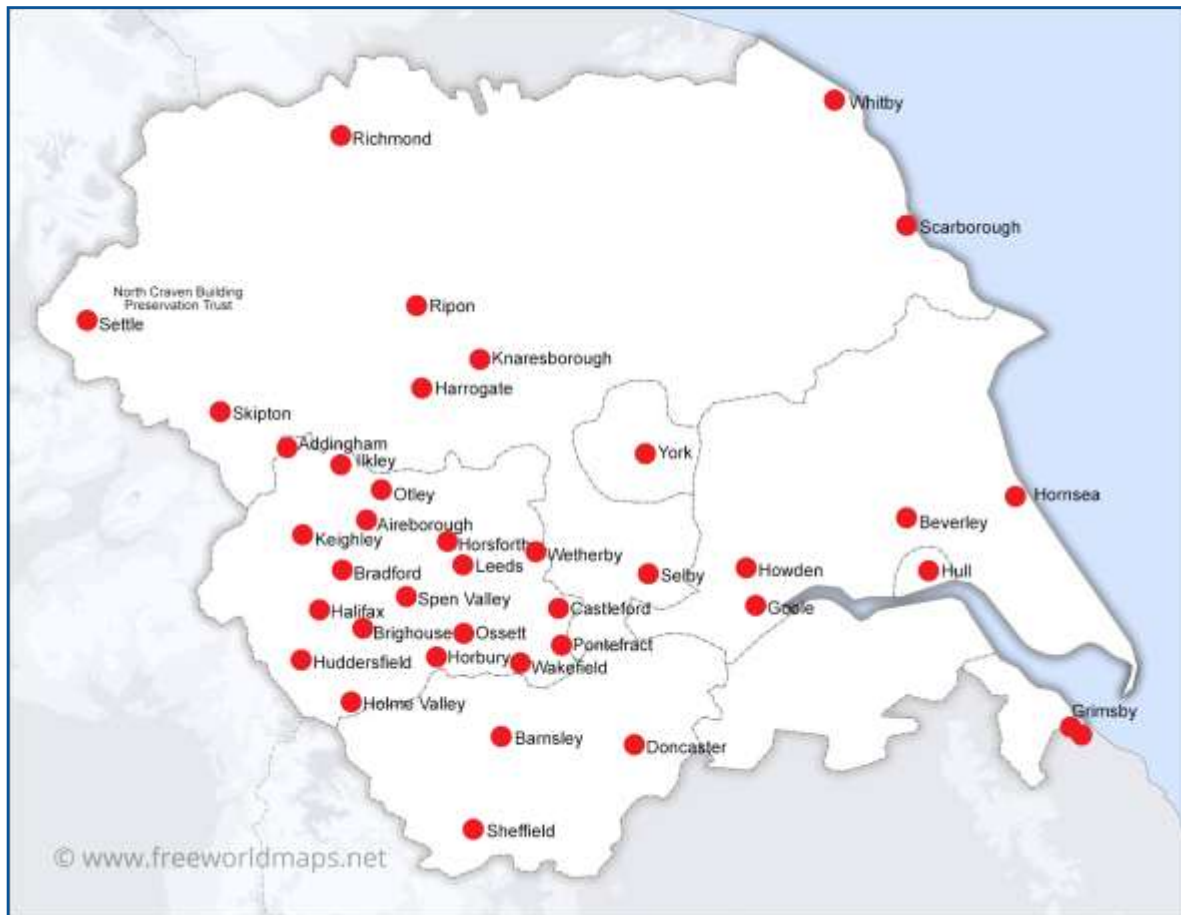 Whitby
Richmond
Scarborough
North Craven Building
Preservation Trust
Ripon
Settle
Knaresborough
Harrogate
Skipton
Addingham
Ilkley
York
Otley
Hornsea
Aireborough
Beverley
Keighley
Horsforth
Wetherby
Leeds
Bradford
Selby
Howden
Hull
Spen Valley
Halifax
Castleford
Goole
Brighouse
Ossett
Pontefract
Huddersfield
Horbury
Wakefield
Holme Valley
Grimsby
Barnsley
Doncaster
Sheffield
© www.freeworldmaps.net